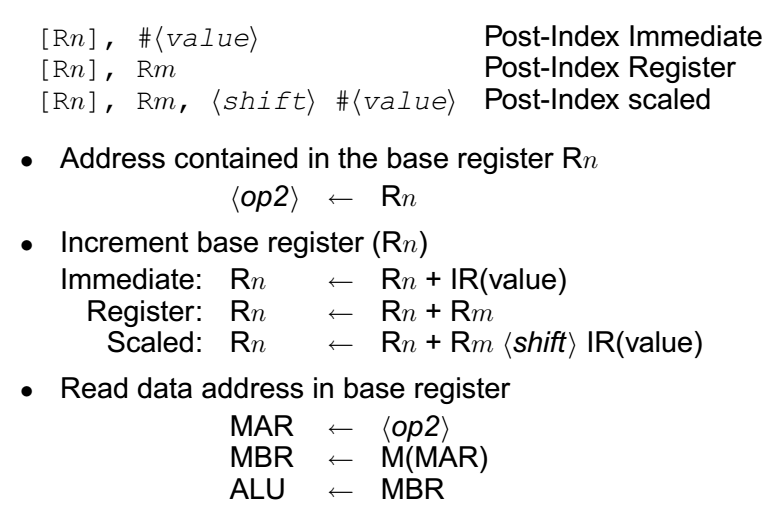 [Rn], #⟨value⟩ Post-Index Immediate
[Rn], Rm Post-Index Register
[Rn], Rm, ⟨shift⟩ #⟨value⟩ Post-Index scaled
• Address contained in the base register Rn
⟨op2⟩ ← Rn
• Increment base register (Rn)
Immediate: Rn ← Rn + IR(value)
Register: Rn ← Rn + Rm
Scaled: Rn ← Rn + Rm ⟨shift⟩ IR(value)
• Read data address in base register
MAR ← ⟨op2⟩
MBR ← M(MAR)
ALU ← MBR